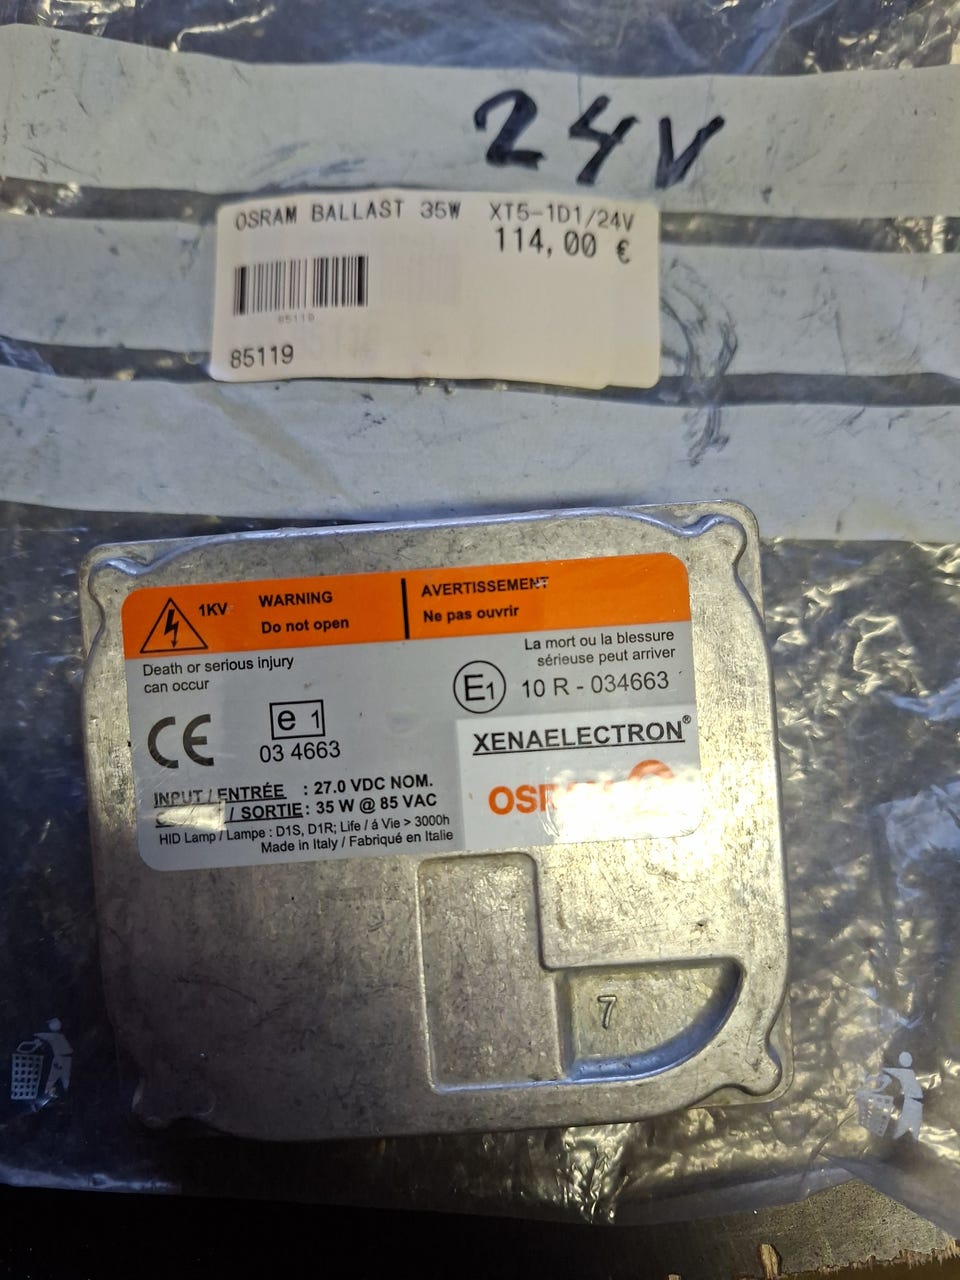 24V
OSRAM BALLAST 35W XT5-1D1/24V
114,00 €
85119
85119
1KV
WARNING
Do not open
AVERTISSEMENT
Ne pas ouvrir
Death or serious injury
can occur
La mort ou la blessure
sérieuse peut arriver
E1 10 R - 034663
CE
e 1
03 4663
XENAELECTRON®
INPUT / ENTRÉE : 27.0 VDC NOM.
/ SORTIE : 35 W @ 85 VAC
HID Lamp / Lampe : D1S, D1R; Life / á Vie > 3000h
Made in Italy / Fabriqué en Italie
7